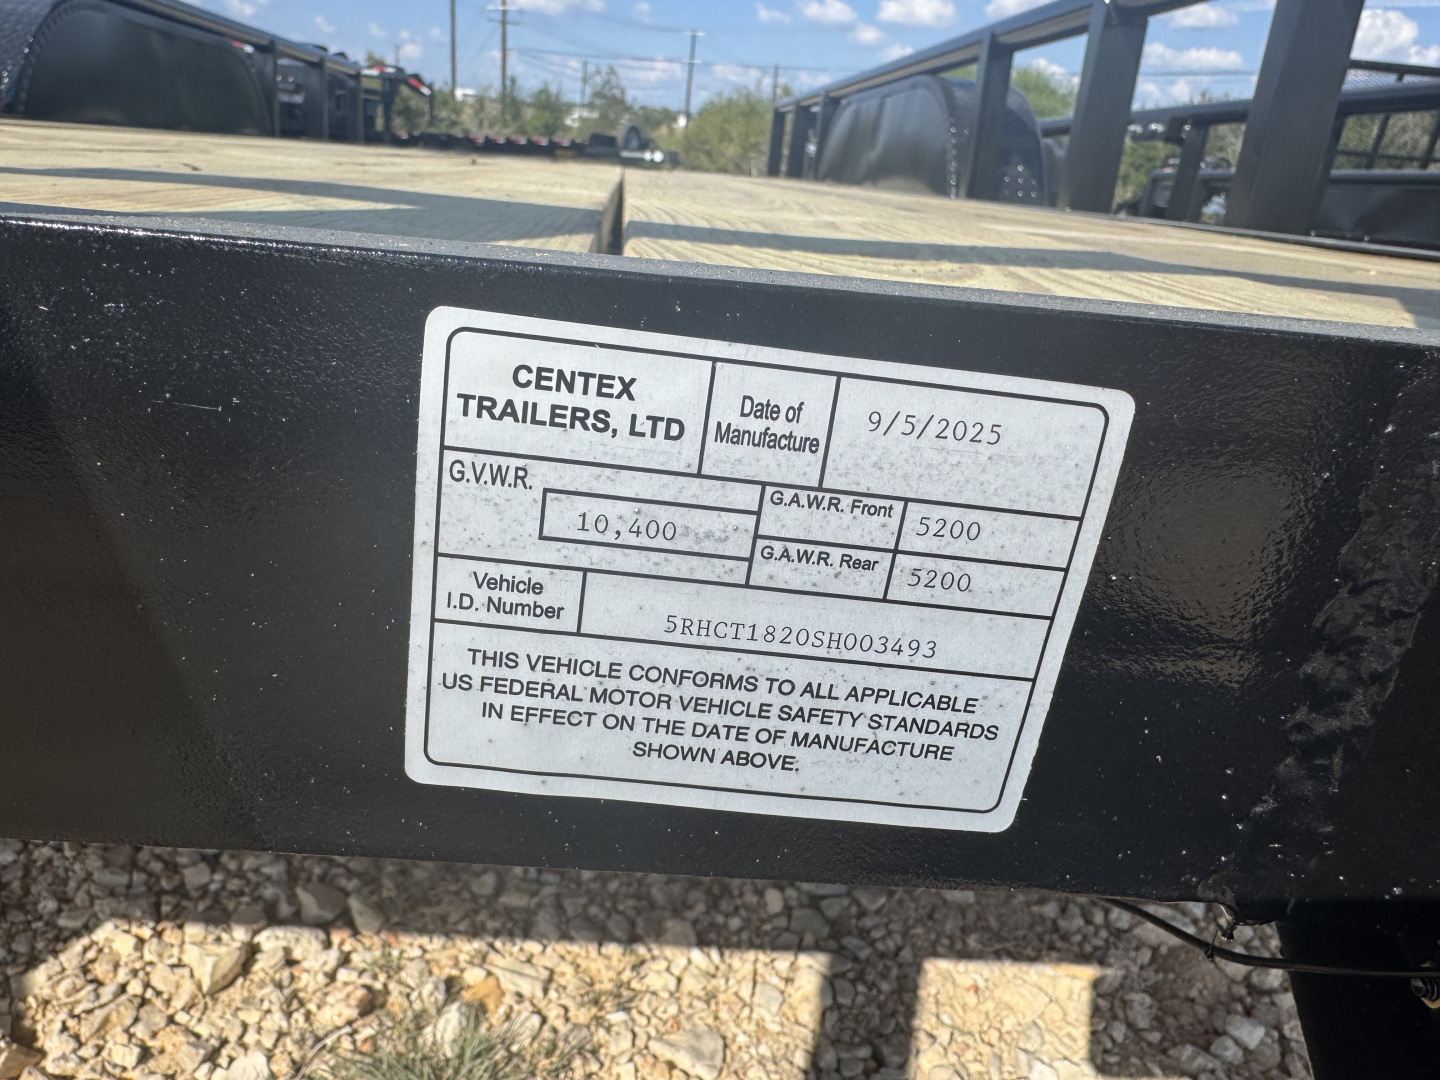 CENTEX
TRAILERS, LTD
Date of
Manufacture
9/5/2025
G.V.W.R.
10,400
G.A.W.R. Front
5200
G.A.W.R. Rear
5200
Vehicle
I.D. Number
5RHCT1820SH003493
THIS VEHICLE CONFORMS TO ALL APPLICABLE
US FEDERAL MOTOR VEHICLE SAFETY STANDARDS
IN EFFECT ON THE DATE OF MANUFACTURE
SHOWN ABOVE.